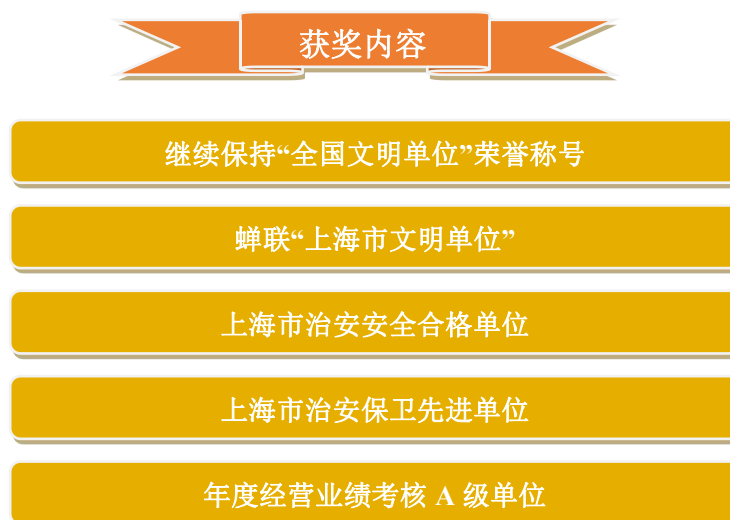 获奖内容
继续保持“全国文明单位”荣誉称号
蝉联“上海市文明单位”
上海市治安安全合格单位
上海市治安保卫先进单位
年度经营业绩考核 A 级单位